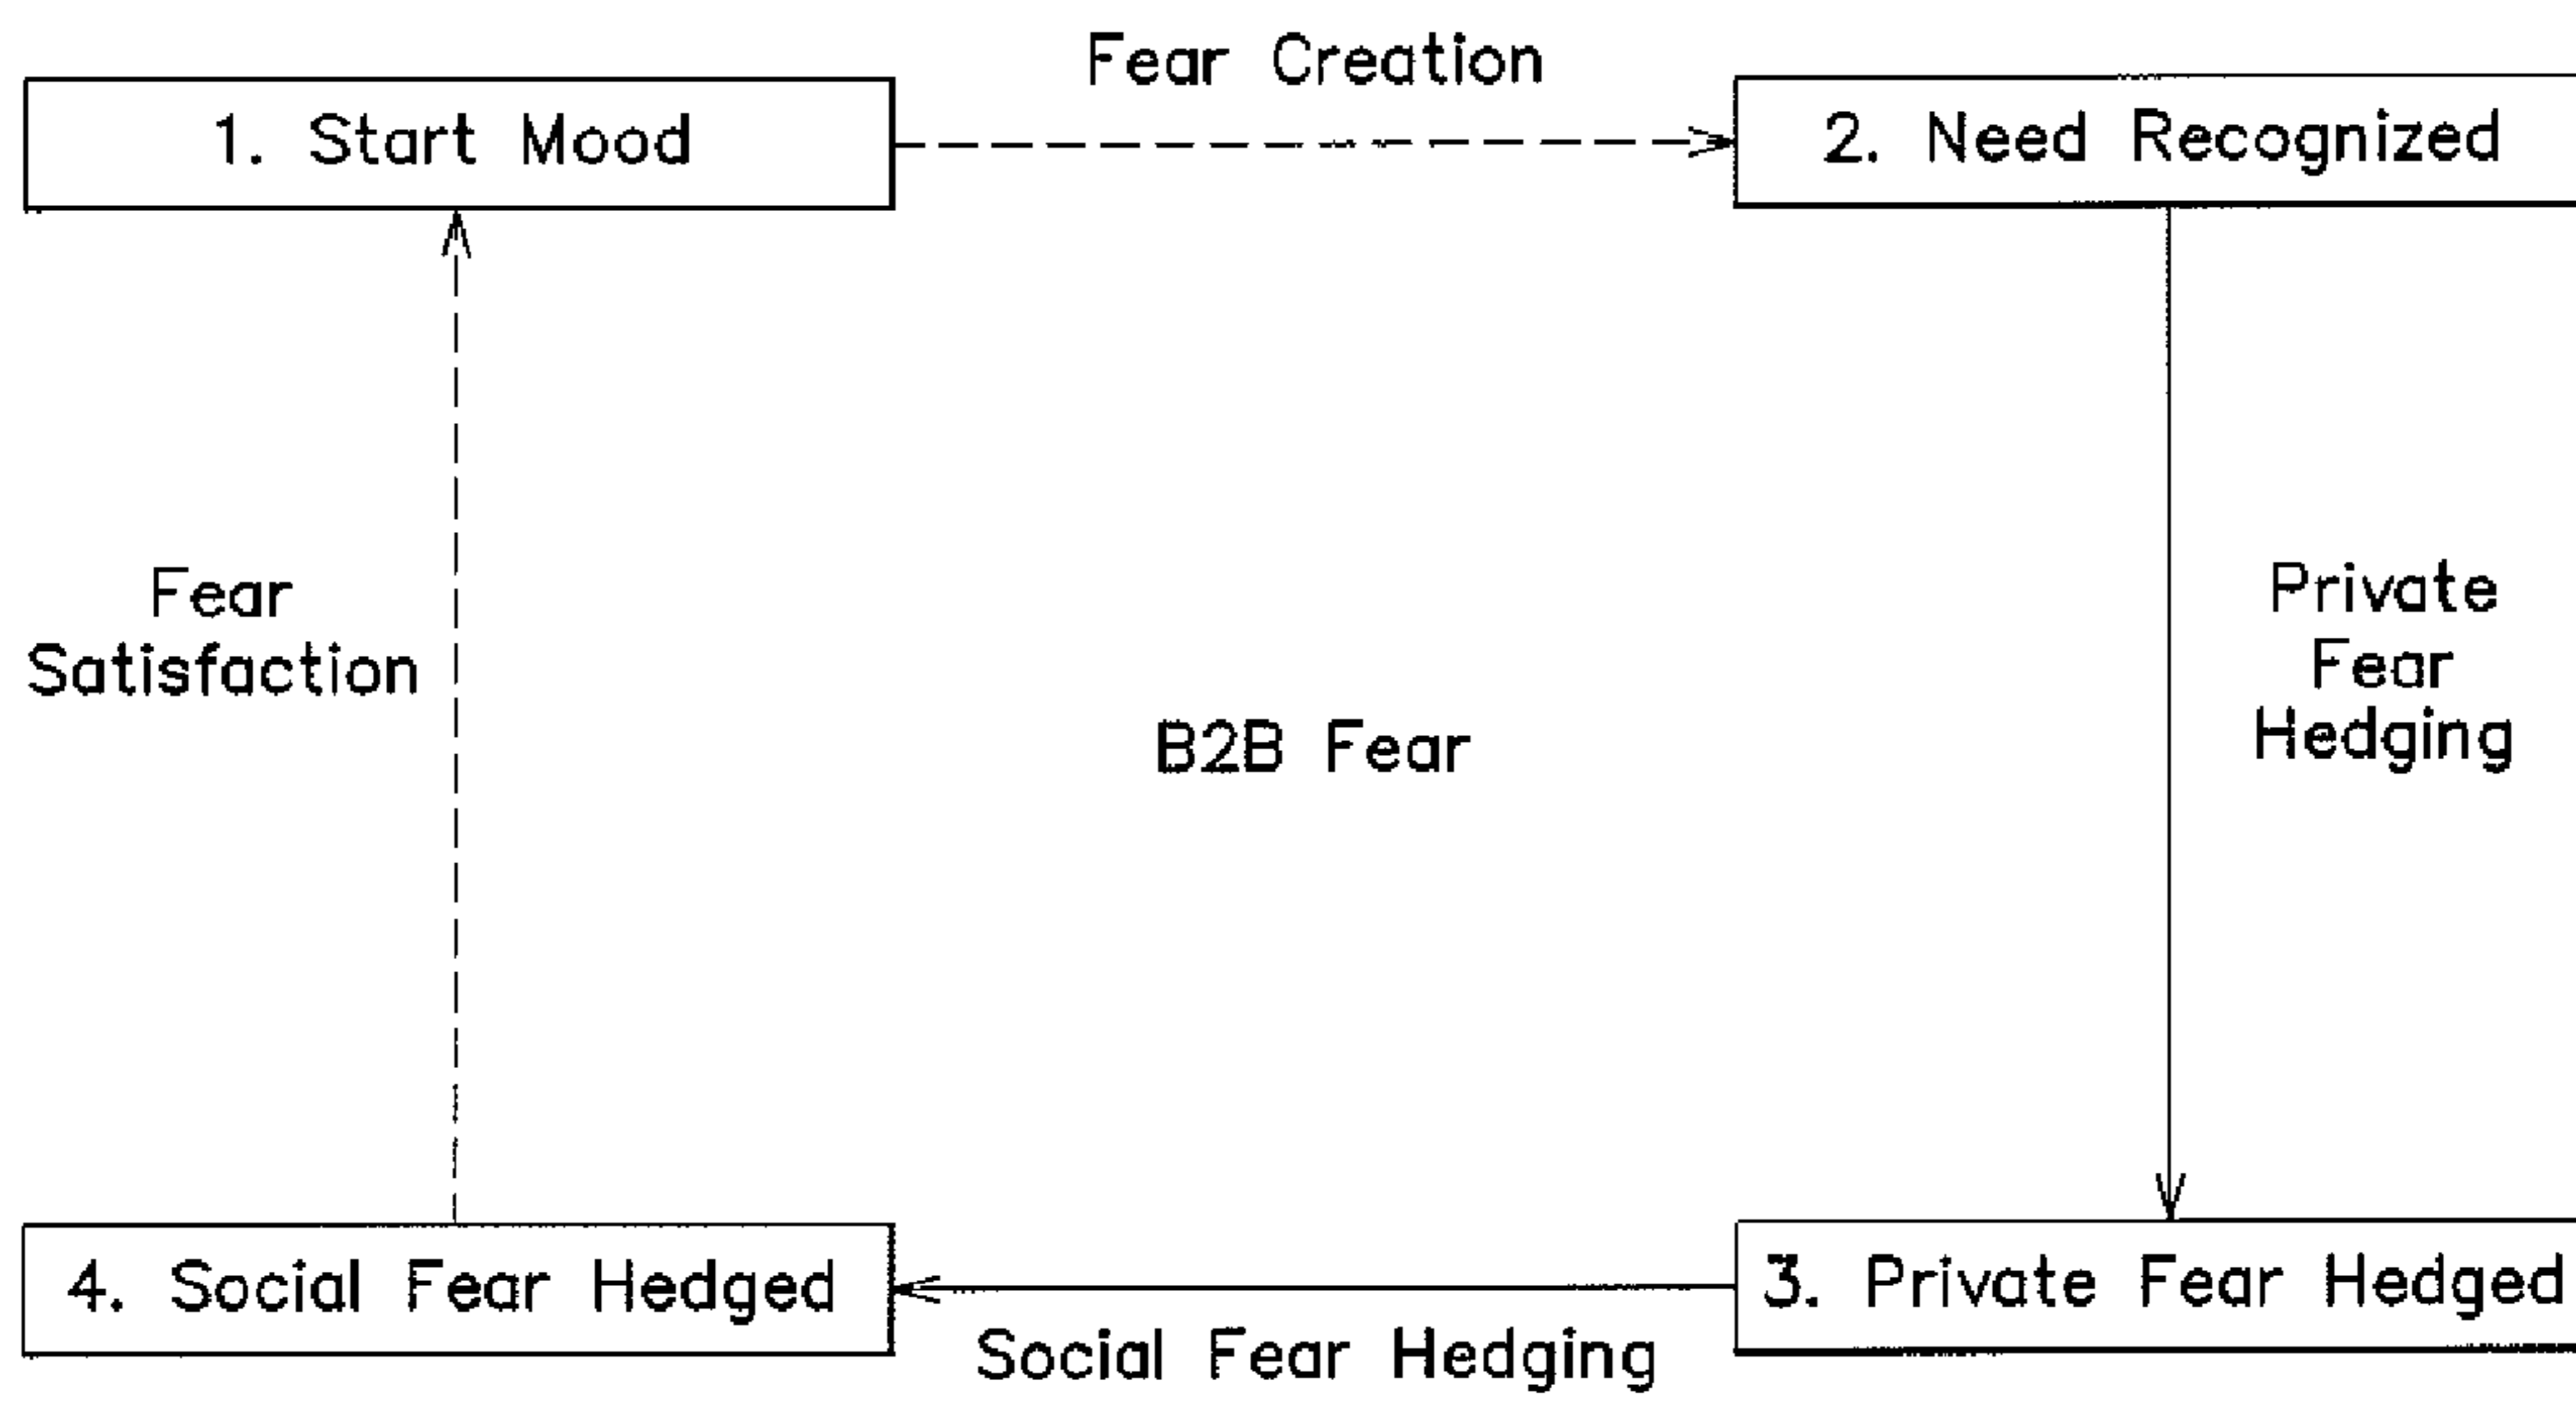 Fear Creation
1. Start Mood
2. Need Recognized
Fear
Satisfaction
B2B Fear
Private
Fear
Hedging
4. Social Fear Hedged
3. Private Fear Hedged
Social Fear Hedging